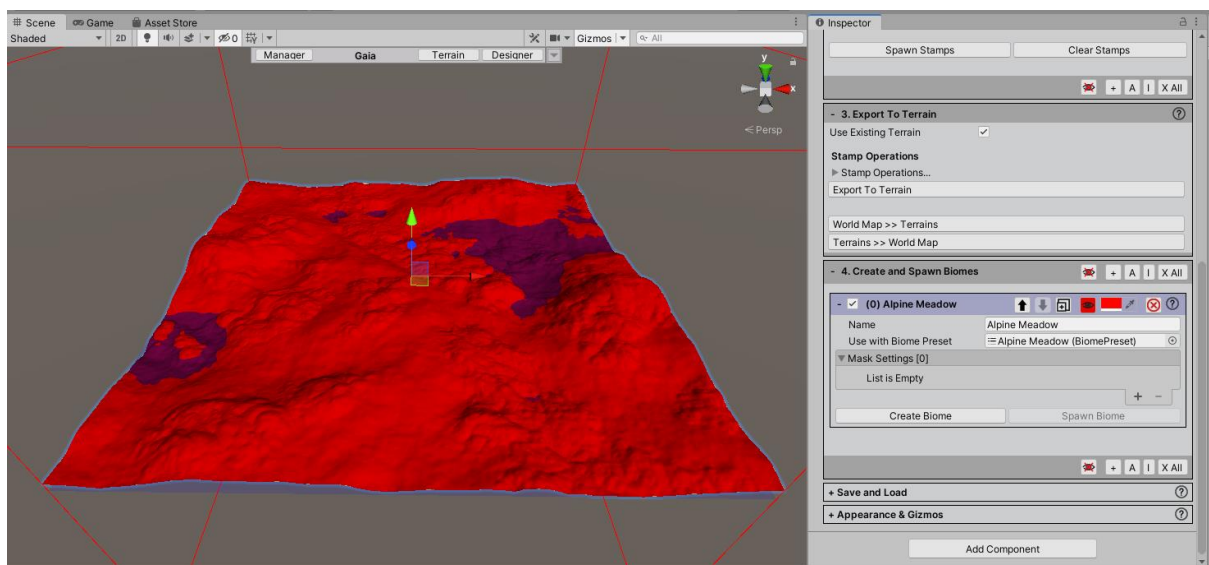 Scene Game Asset Store
Shaded 2D 0 Gizmos All
Manager Gaia Terrain Designer
y
x
< Persp
Inspector
Spawn Stamps Clear Stamps
+ A I X All
- 3. Export To Terrain ?
Use Existing Terrain
Stamp Operations
Stamp Operations...
Export To Terrain
World Map >> Terrains
Terrains >> World Map
- 4. Create and Spawn Biomes + A I X All
- (0) Alpine Meadow ?
Name Alpine Meadow
Use with Biome Preset Alpine Meadow (BiomePreset)
Mask Settings [0]
List is Empty
+ -
Create Biome Spawn Biome
+ A I X All
+ Save and Load ?
+ Appearance & Gizmos ?
Add Component